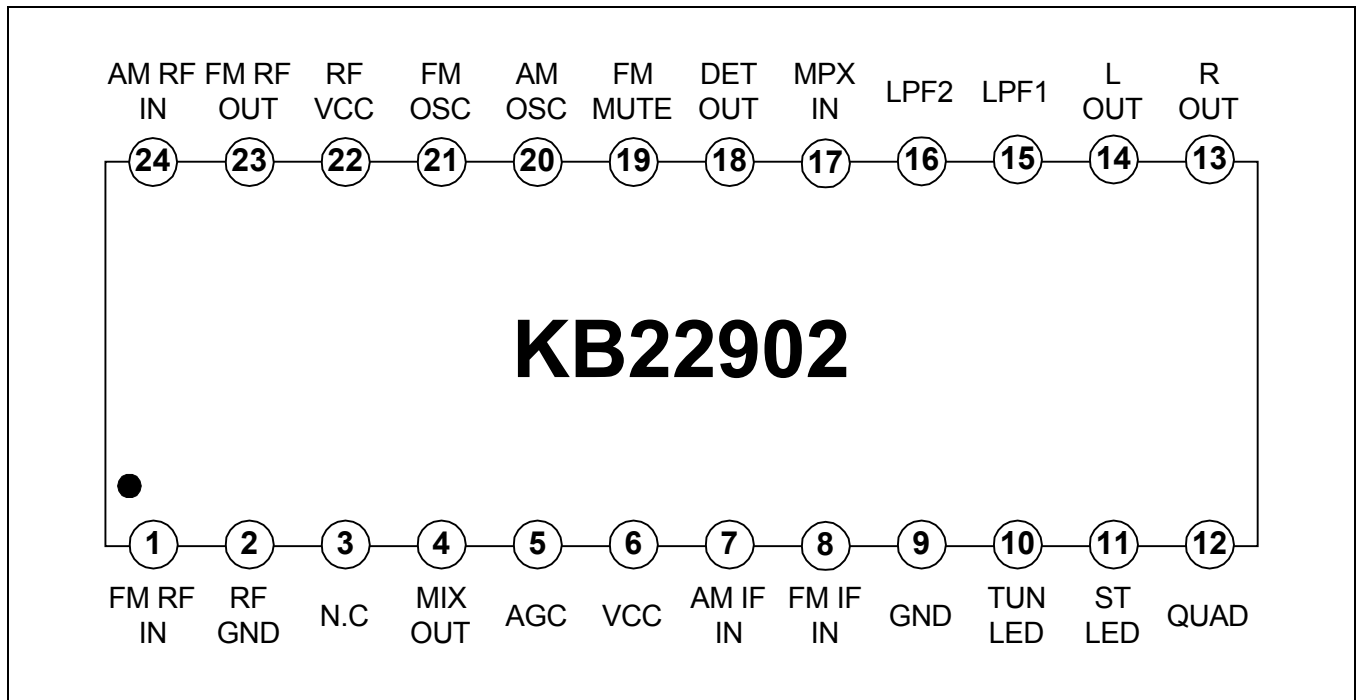 AM RF FM RF RF FM AM FM DET MPX LPF2 LPF1 L R
IN OUT VCC OSC OSC MUTE OUT IN OUT OUT
24 23 22 21 20 19 18 17 16 15 14 13
KB22902
1 2 3 4 5 6 7 8 9 10 11 12
FM RF RF N.C MIX AGC VCC AM IF FM IF GND TUN ST QUAD
IN GND OUT IN IN LED LED